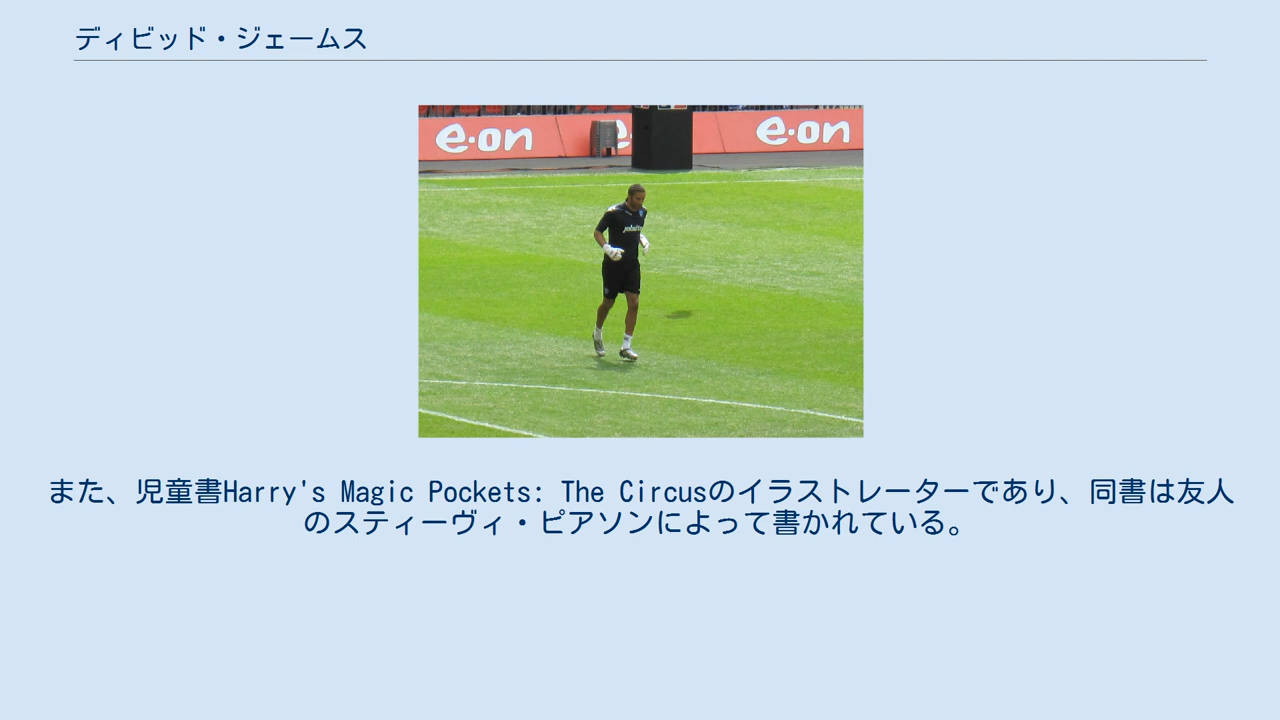 ディビッド・ジェームス
e·on
e·on
また、児童書Harry's Magic Pockets: The Circusのイラストレーターであり、同書は友人
のスティーヴィ・ピアソンによって書かれている。